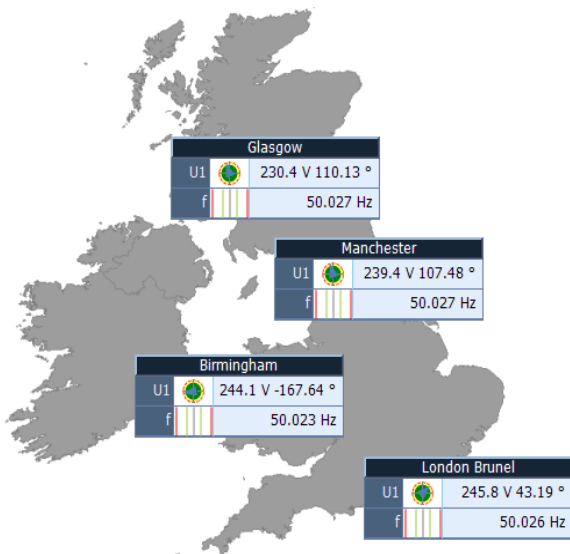 Glasgow
U1 230.4 V 110.13 °
f 50.027 Hz
Manchester
U1 239.4 V 107.48 °
f 50.027 Hz
Birmingham
U1 244.1 V -167.64 °
f 50.023 Hz
London Brunel
U1 245.8 V 43.19 °
f 50.026 Hz